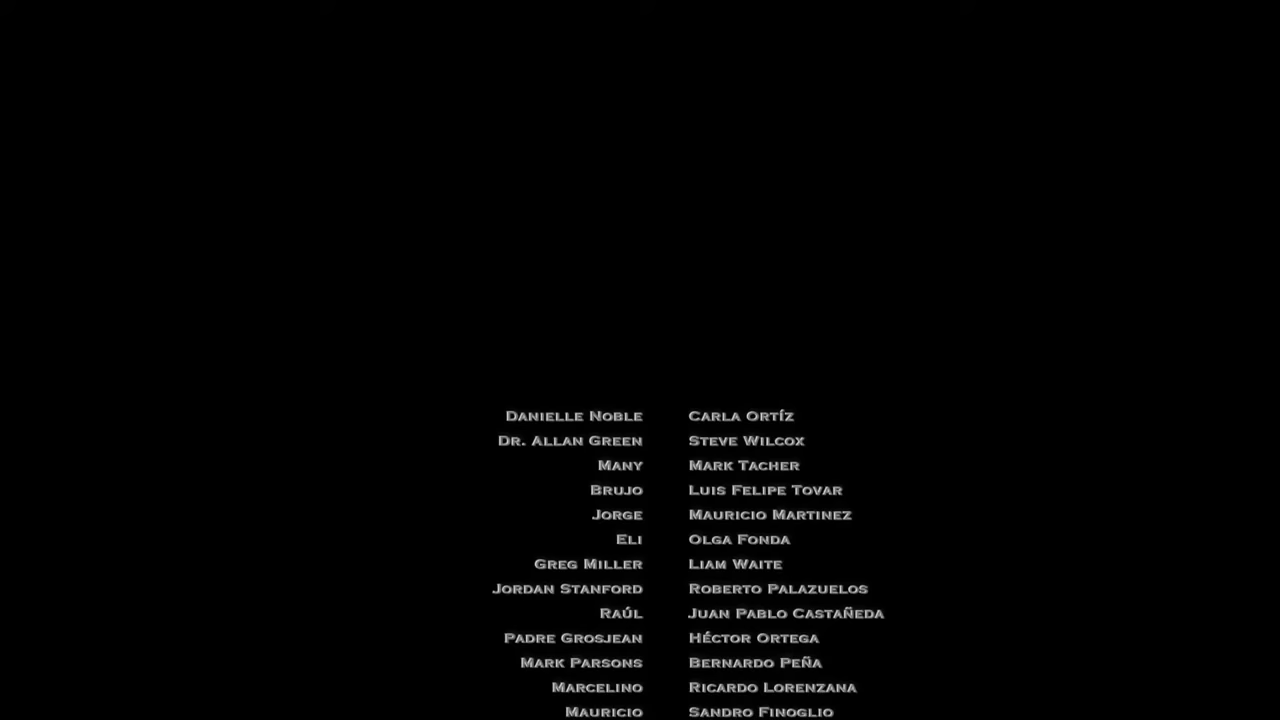 Danielle Noble Carla Ortíz
Dr. Allan Green Steve Wilcox
Many Mark Tacher
Brujo Luis Felipe Tovar
Jorge Mauricio Martinez
Eli Olga Fonda
Greg Miller Liam Waite
Jordan Stanford Roberto Palazuelos
Raúl Juan Pablo Castañeda
Padre Grosjean Héctor Ortega
Mark Parsons Bernardo Peña
Marcelino Ricardo Lorenzana
Mauricio Sandro Finoglio